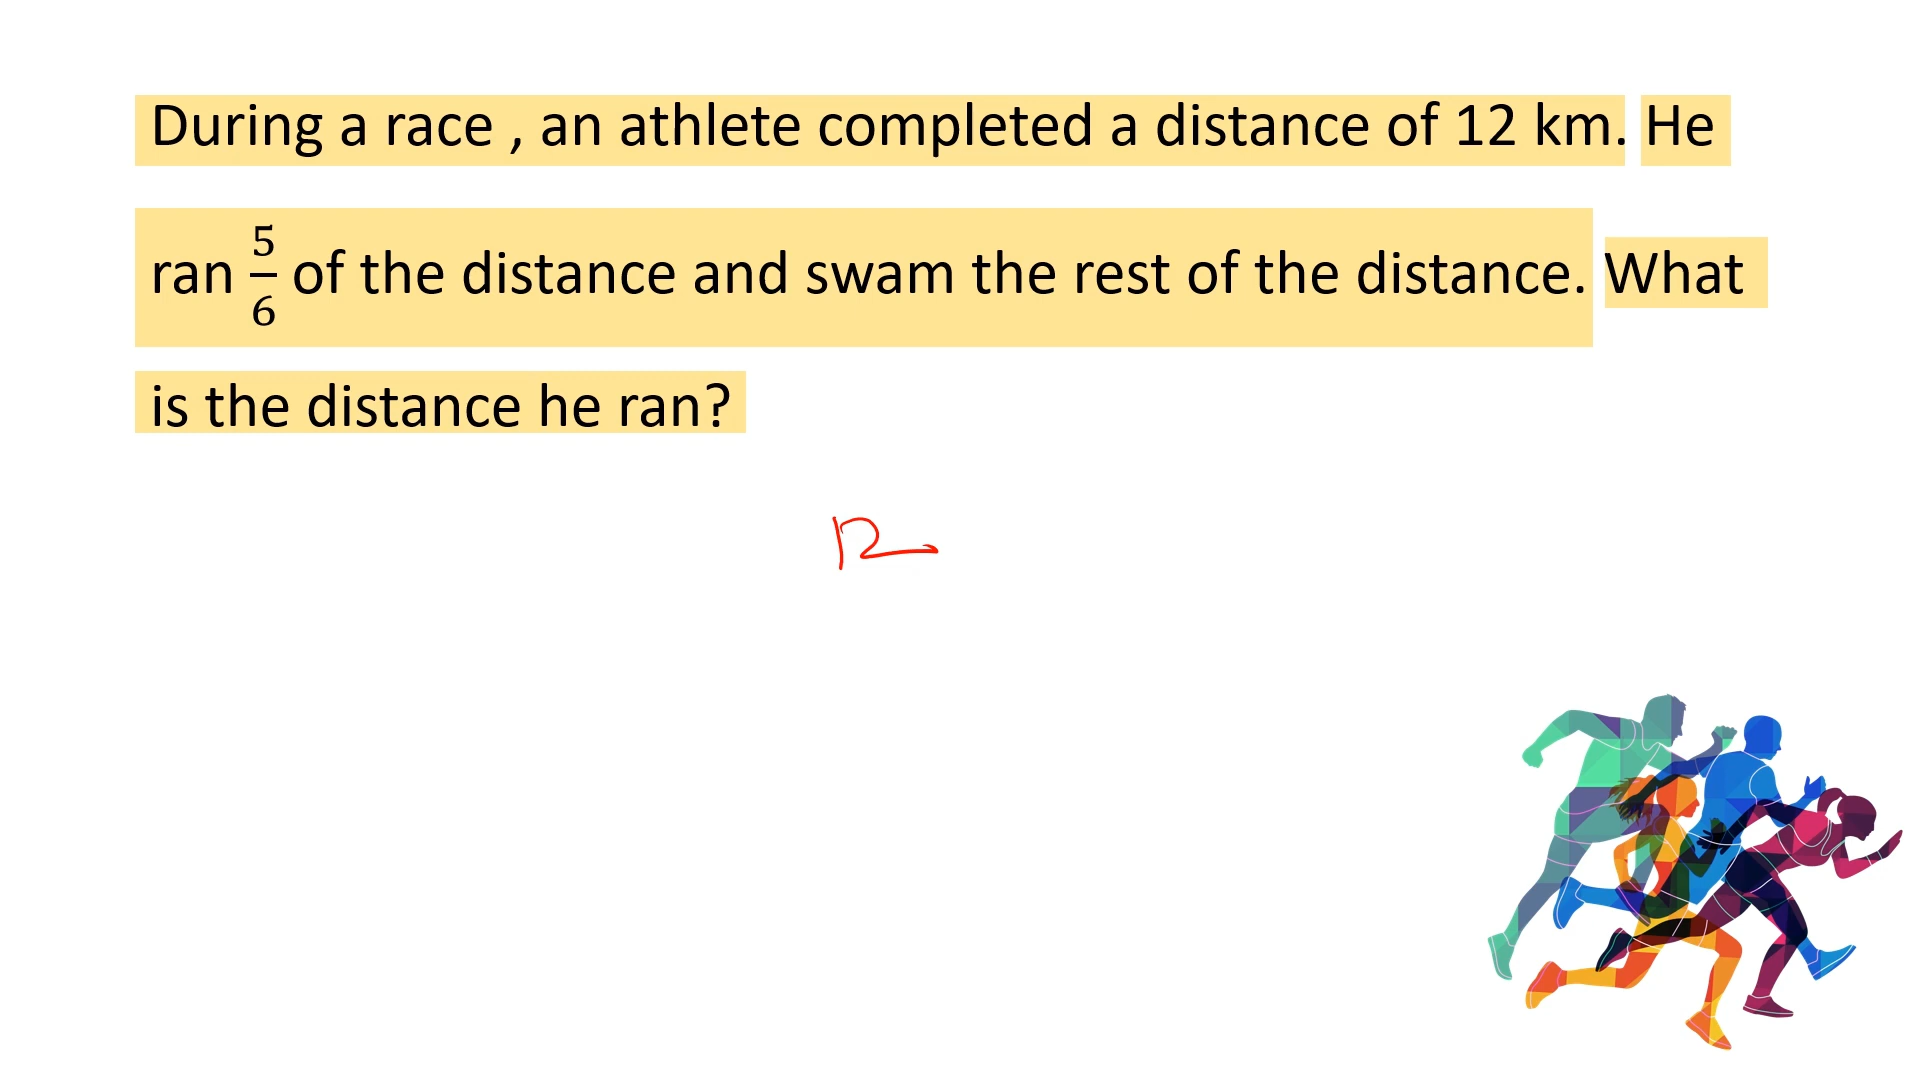 During a race , an athlete completed a distance of 12 km. He
ran 5/6 of the distance and swam the rest of the distance. What
is the distance he ran?
12